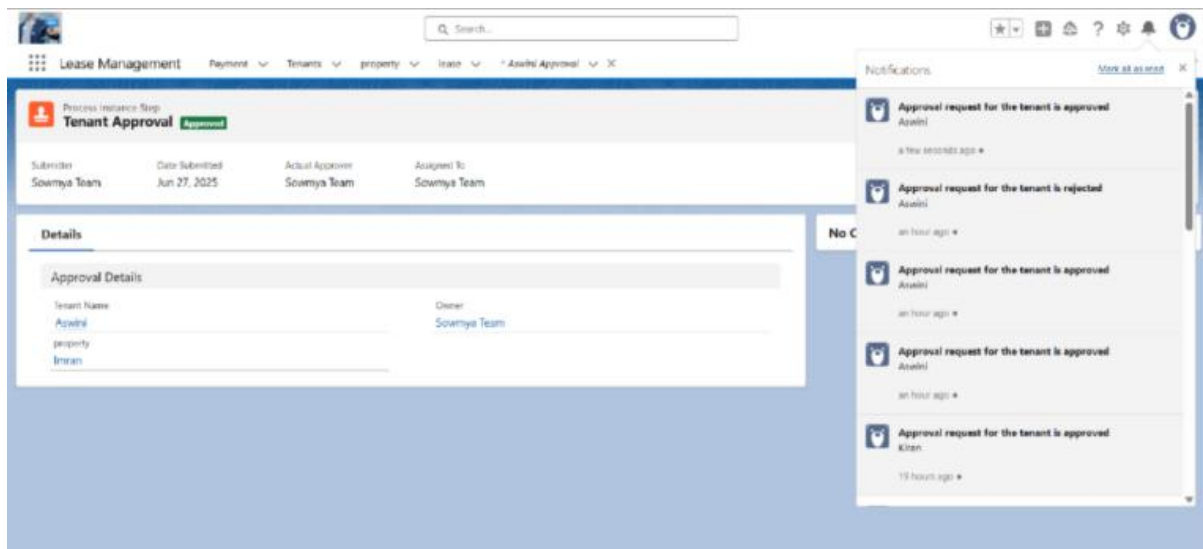 Search...
Lease Management Payment Tenants property lease * Aswini Approval
Process Instance Step
Tenant Approval Approved
Submitter Date Submitted Actual Approver Assigned To
Sowmya Team Jun 27, 2025 Sowmya Team Sowmya Team
Details
Approval Details
Tenant Name Owner
Aswini Sowmya Team
property
Imran
No
Notifications Mark all as read
Approval request for the tenant is approved
Aswini
a few seconds ago
Approval request for the tenant is rejected
Aswini
an hour ago
Approval request for the tenant is approved
Aswini
an hour ago
Approval request for the tenant is approved
Aswini
an hour ago
Approval request for the tenant is approved
Kiran
19 hours ago